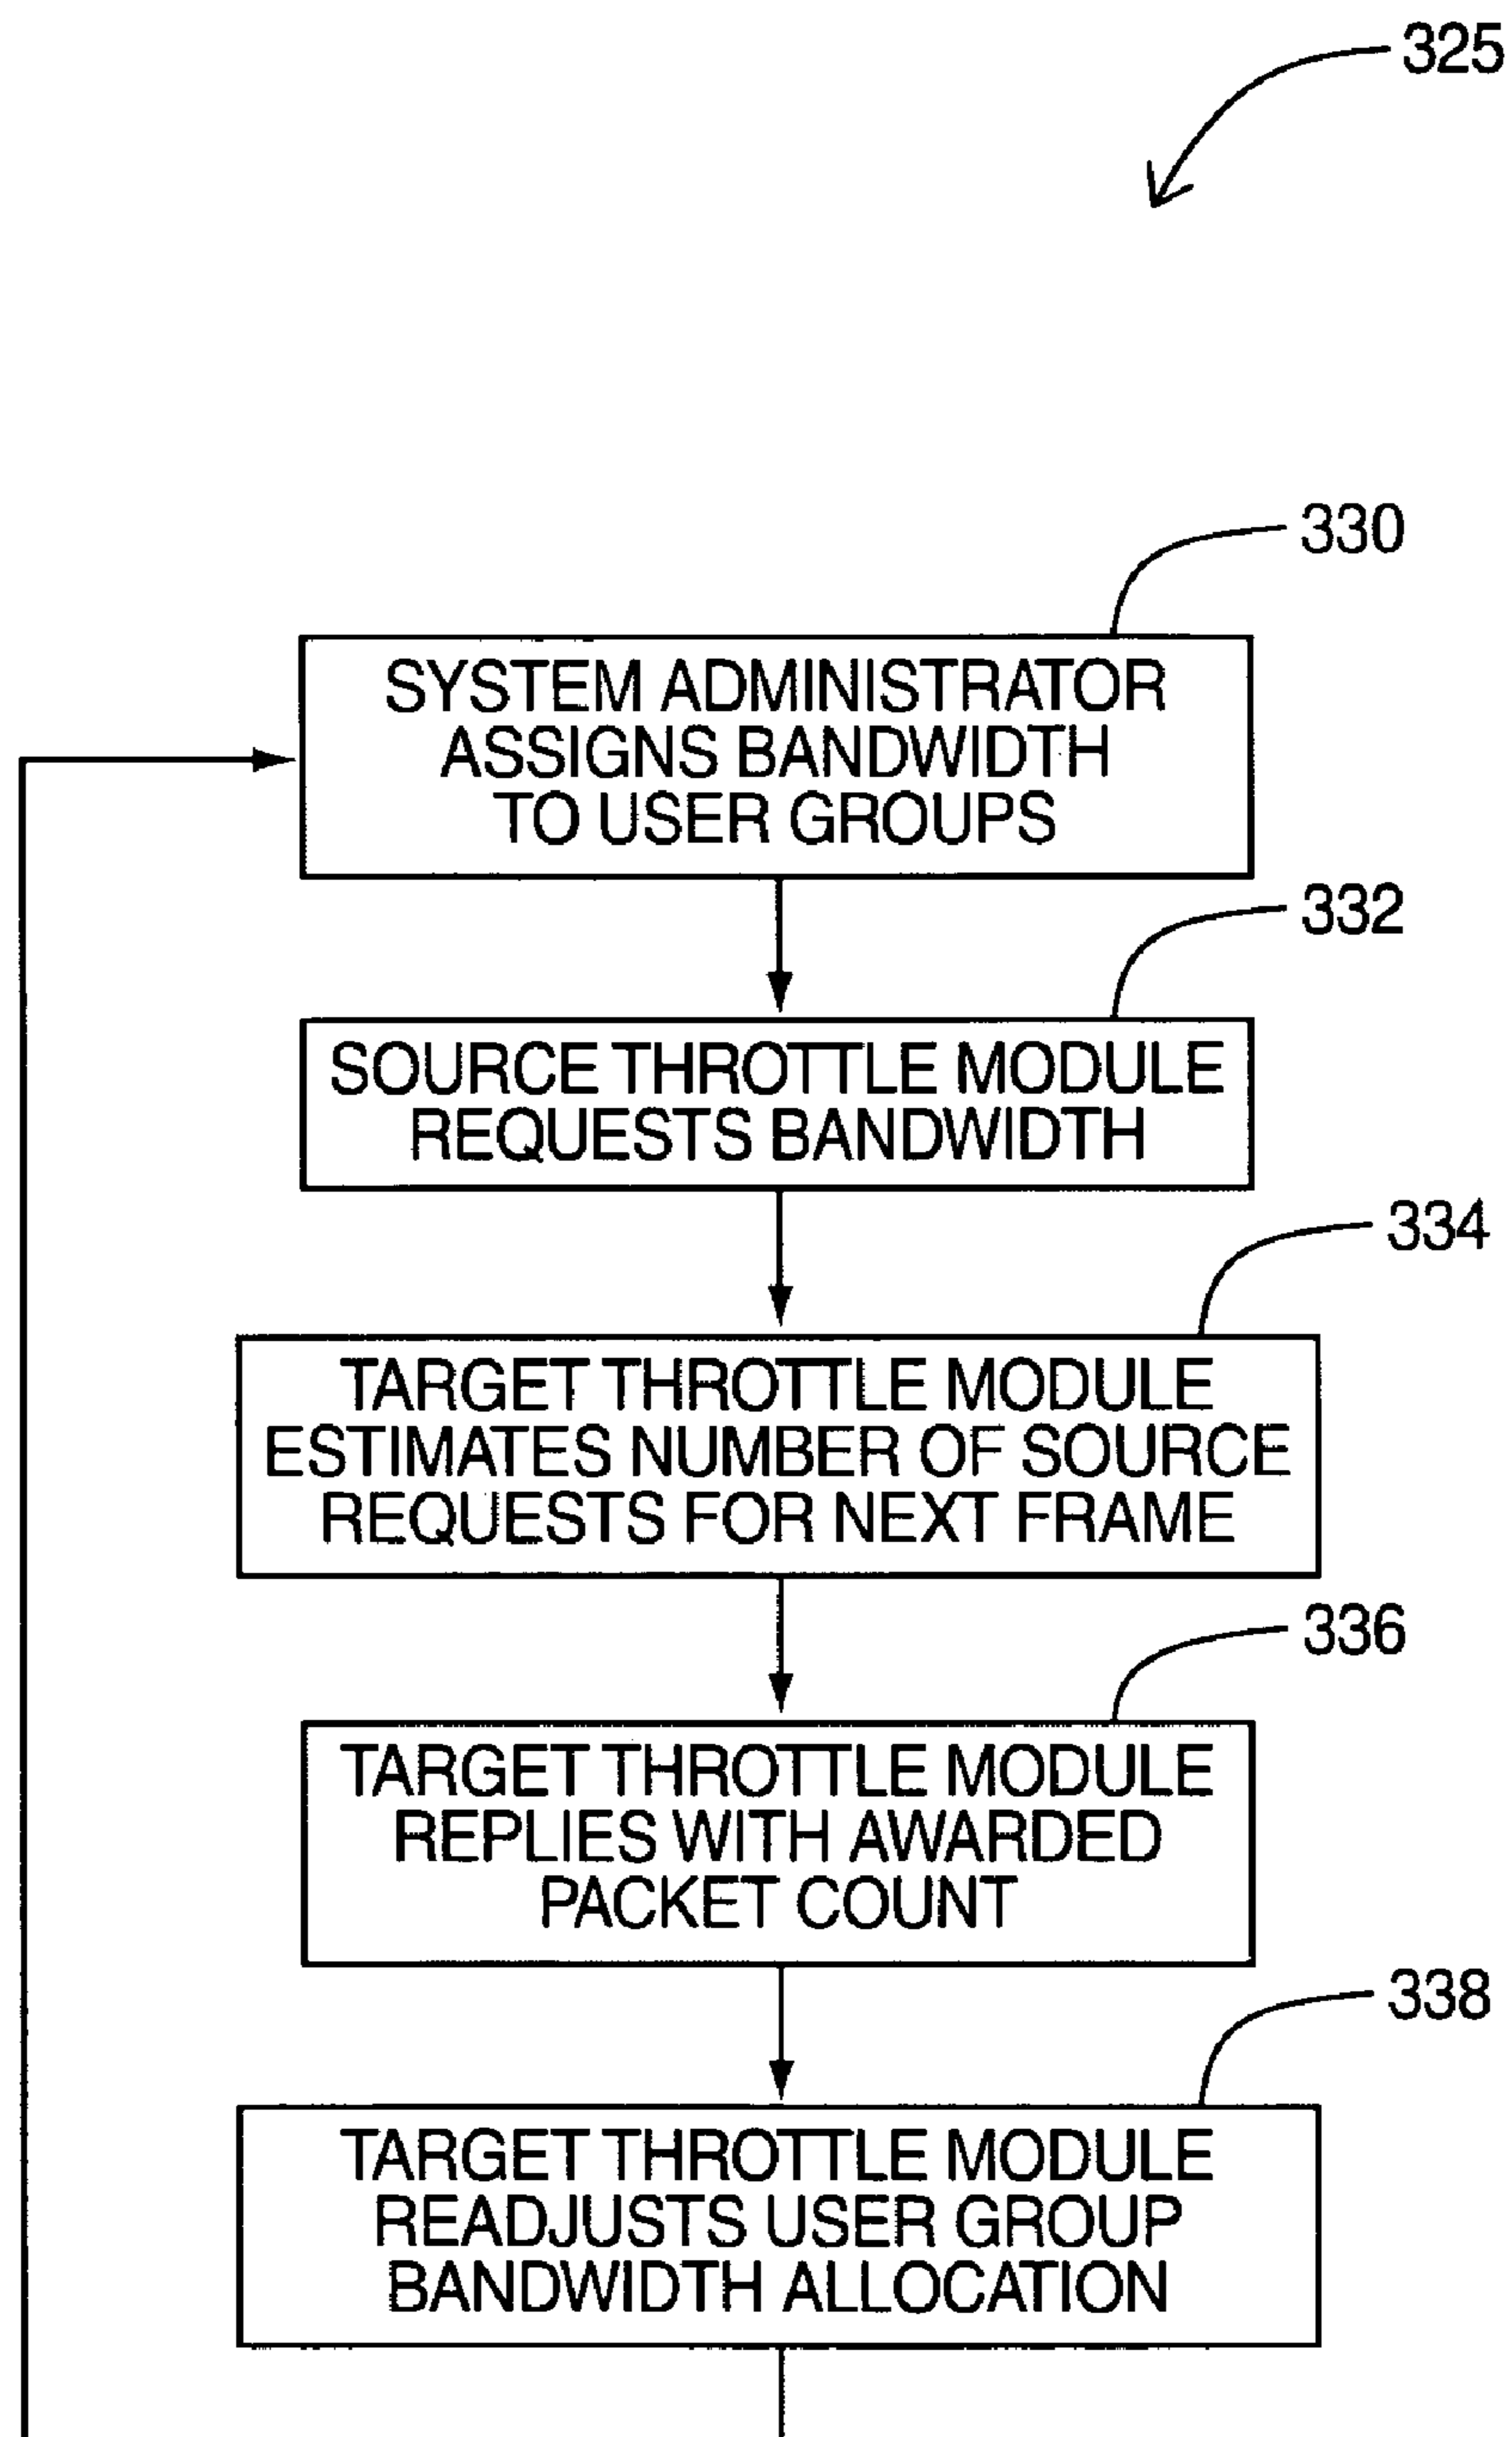 325
330
SYSTEM ADMINISTRATOR
ASSIGNS BANDWIDTH
TO USER GROUPS
332
SOURCE THROTTLE MODULE
REQUESTS BANDWIDTH
334
TARGET THROTTLE MODULE
ESTIMATES NUMBER OF SOURCE
REQUESTS FOR NEXT FRAME
336
TARGET THROTTLE MODULE
REPLIES WITH AWARDED
PACKET COUNT
338
TARGET THROTTLE MODULE
READJUSTS USER GROUP
BANDWIDTH ALLOCATION